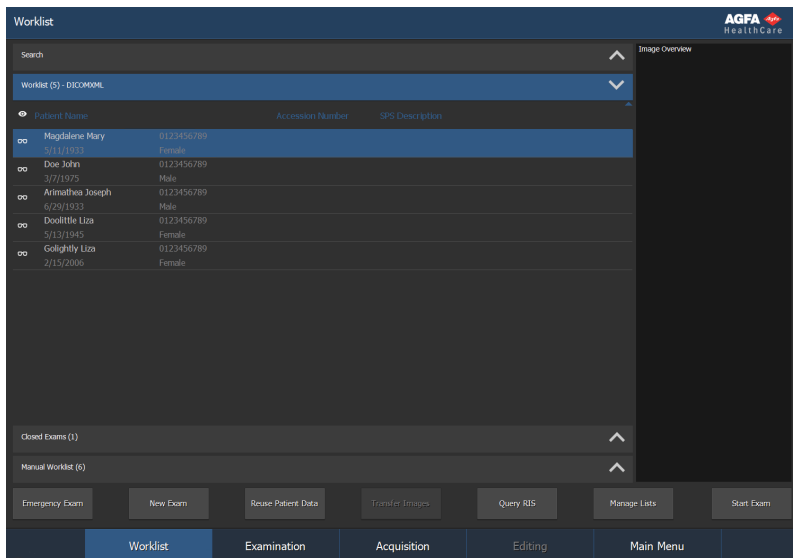 Worklist
AGFA
HealthCare
Search
Image Overview
Worklist (5) - DICOMXML
Patient Name Accession Number SPS Description
Magdalene Mary 0123456789
5/11/1933 Female
Doe John 0123456789
3/7/1975 Male
Arimathea Joseph 0123456789
6/29/1933 Male
Doolittle Liza 0123456789
5/13/1945 Female
Golightly Liza 0123456789
2/15/2006 Female
Closed Exams (1)
Manual Worklist (6)
Emergency Exam New Exam Reuse Patient Data Transfer Images Query RIS Manage Lists Start Exam
Worklist Examination Acquisition Editing Main Menu